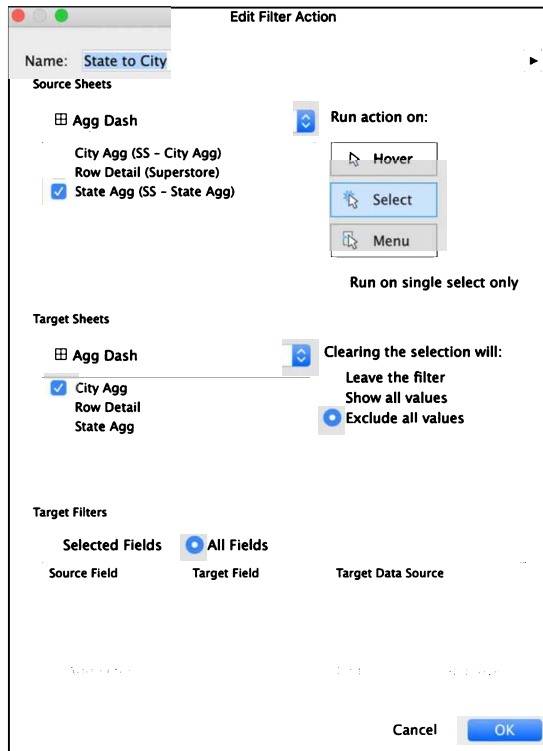 Edit Filter Action
Name: State to City
Source Sheets
Agg Dash
Run action on:
City Agg (SS - City Agg)
Row Detail (Superstore)
State Agg (SS - State Agg)
Hover
Select
Menu
Run on single select only
Target Sheets
Agg Dash
Clearing the selection will:
City Agg
Row Detail
State Agg
Leave the filter
Show all values
Exclude all values
Target Filters
Selected Fields All Fields
Source Field Target Field Target Data Source
Cancel OK